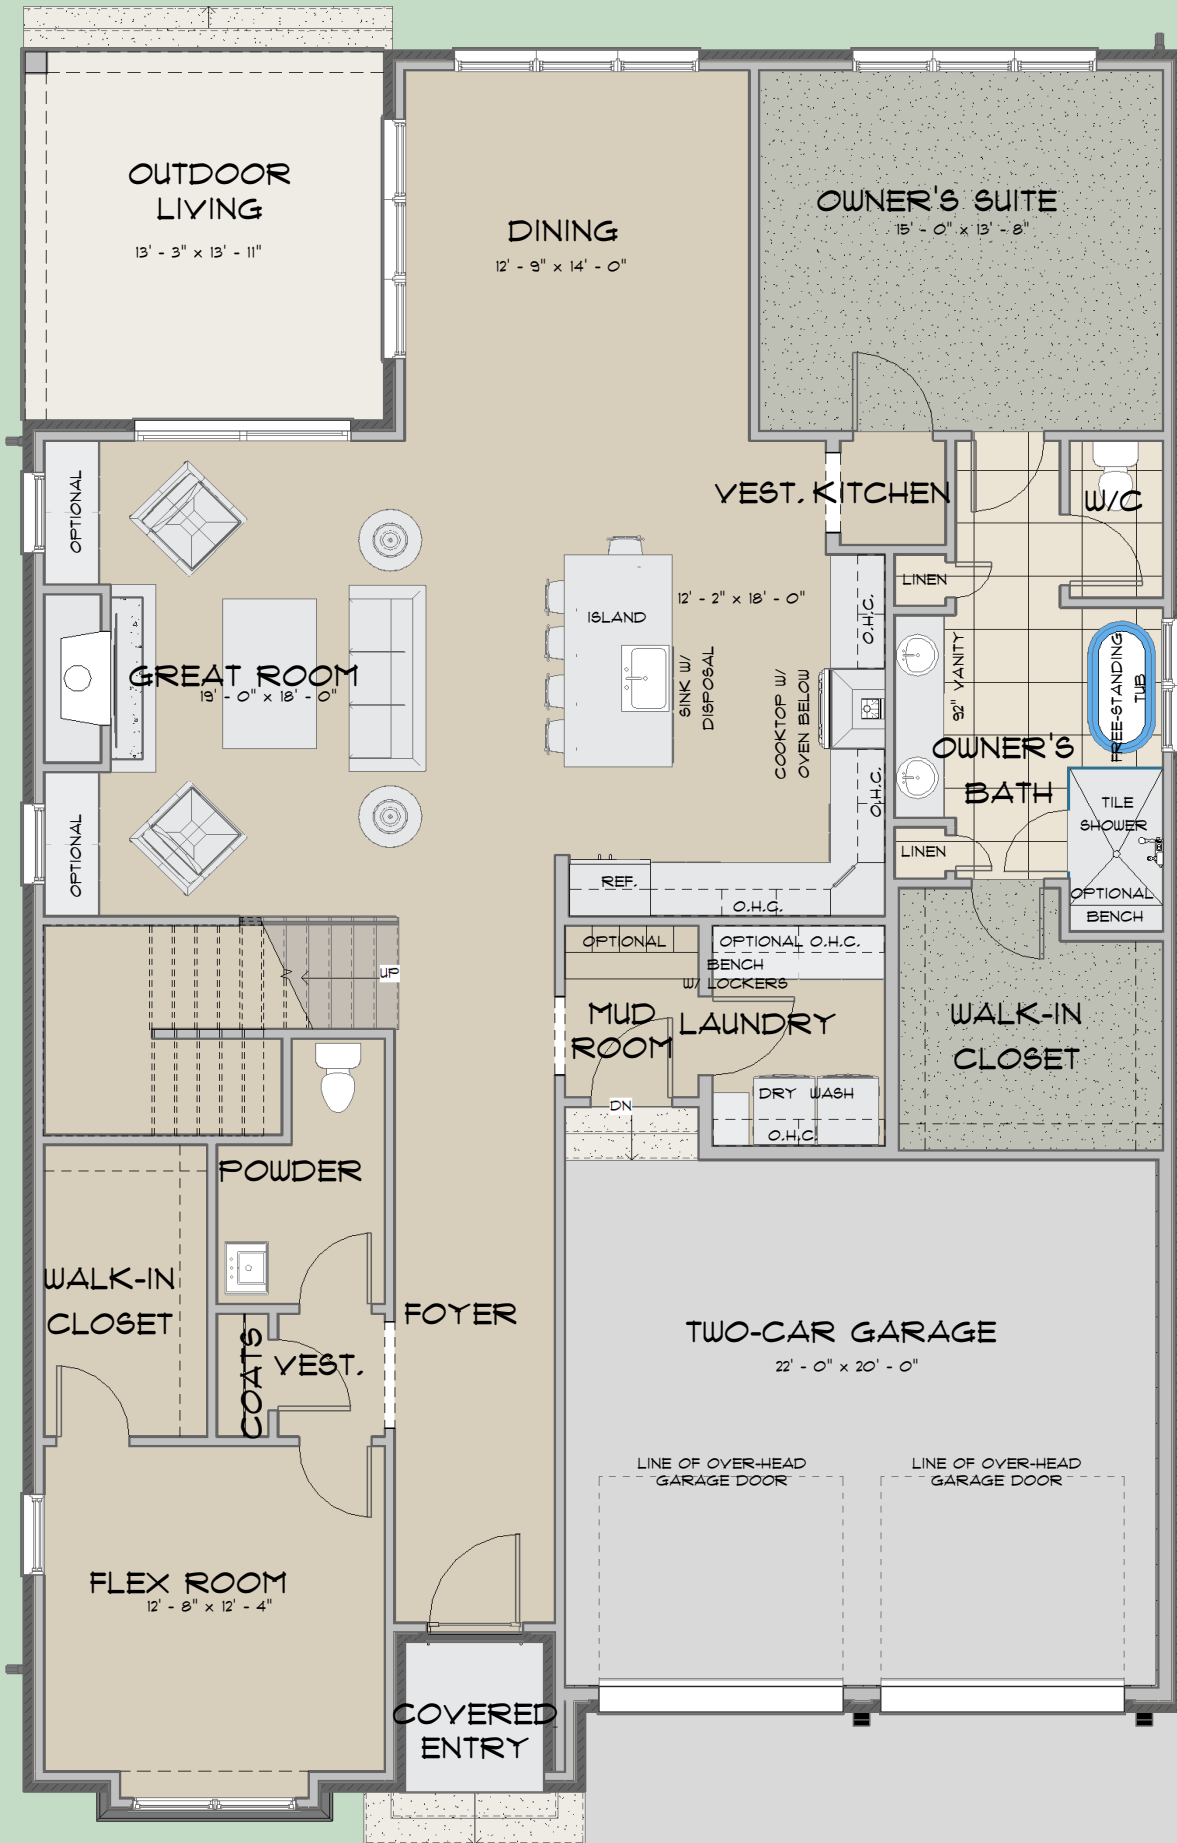 OUTDOOR
LIVING
13' - 3" x 13' - 11"
DINING
12' - 9" x 14' - 0"
OWNER'S SUITE
15' - 0" x 13' - 8"
OPTIONAL
VEST.
KITCHEN
12' - 2" x 18' - 0"
W/C
LINEN
ISLAND
O.H.C.
SINK W/
DISPOSAL
COOKTOP W/
OVEN BELOW
92" VANITY
FREE-STANDING
TUB
GREAT ROOM
19' - 0" x 18' - 0"
OWNER'S
BATH
O.H.C.
TILE
SHOWER
OPTIONAL
LINEN
REF.
O.H.C.
OPTIONAL
BENCH
OPTIONAL
BENCH
W/ LOCKERS
OPTIONAL O.H.C.
UP
MUD
ROOM
LAUNDRY
WALK-IN
CLOSET
DRY
WASH
DN
O.H.C.
POWDER
WALK-IN
CLOSET
FOYER
COATS
VEST.
TWO-CAR GARAGE
22' - 0" x 20' - 0"
LINE OF OVER-HEAD
GARAGE DOOR
LINE OF OVER-HEAD
GARAGE DOOR
FLEX ROOM
12' - 8" x 12' - 4"
COVERED
ENTRY